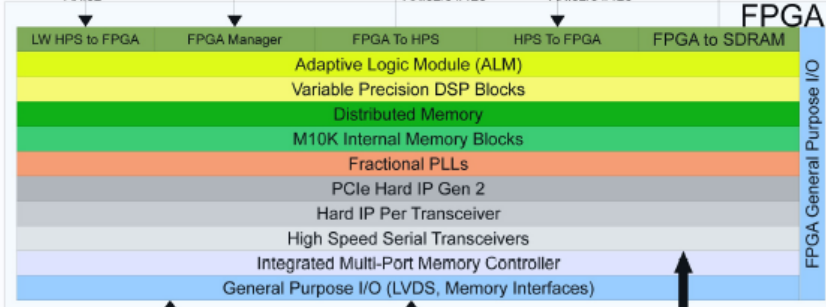 FPGA
LW HPS to FPGA
FPGA Manager
FPGA To HPS
HPS To FPGA
FPGA to SDRAM
Adaptive Logic Module (ALM)
Variable Precision DSP Blocks
Distributed Memory
M10K Internal Memory Blocks
Fractional PLLs
PCIe Hard IP Gen 2
Hard IP Per Transceiver
High Speed Serial Transceivers
Integrated Multi-Port Memory Controller
General Purpose I/O (LVDS, Memory Interfaces)
FPGA General Purpose I/O